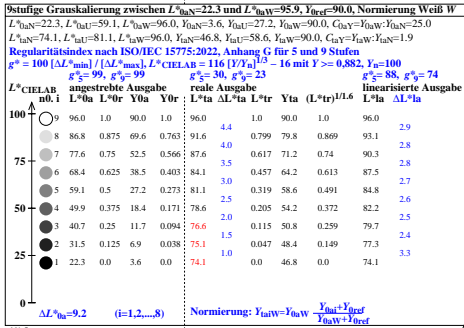 9stufige Grauskalierung zwischen L*0aN=22.3 und L*0aW=95.9, Y0ref=90.0, Normierung Weiß W
L*0aN=22.3, L*0aU=59.1, L*0aW=96.0, Y0aN=3.6, Y0aU=27.2, Y0aW=90.0, C0aY=Y0aW:Y0aN=25.0
L*taN=74.1, L*taU=81.1, L*taW=96.0, YtaN=46.8, YtaU=58.6, YtaW=90.0, CtaY=YtaW:YtaN=1.9
Regularitätsindex nach ISO/IEC 15775:2022, Anhang G für 5 und 9 Stufen
g* = 100 [ΔL*min] / [ΔL*max], L*CIELAB = 116 [Y/Yn]1/3 - 16 mit Y >= 0,882, Yn=100
g*5= 99, g*9= 99 g*5= 30, g*9= 23 g*5= 88, g*9= 74
L*CIELAB angestrebte Ausgabe reale Ausgabe linearisierte Ausgabe
n0. i L*0a L*0r Y0a Y0r L*ta ΔL*ta L*tr Yta (L*tr)1/1.6 L*la ΔL*la
100
9 96.0 1.0 90.0 1.0 96.0 1.0 90.0 1.0 96.0
4.4 2.9
8 86.8 0.875 69.6 0.763 91.6 0.799 79.8 0.869 93.1
4.0 2.8
75
7 77.6 0.75 52.5 0.566 87.6 0.617 71.2 0.74 90.3
3.5 2.8
6 68.4 0.625 38.5 0.403 84.1 0.457 64.2 0.613 87.5
3.0 2.7
5 59.1 0.5 27.2 0.273 81.1 0.319 58.6 0.491 84.8
2.5 2.6
50
4 49.9 0.375 18.4 0.171 78.6 0.205 54.2 0.372 82.2
2.0 2.5
3 40.7 0.25 11.7 0.094 76.6 0.115 50.8 0.259 79.7
1.5 2.4
25
2 31.5 0.125 6.9 0.038 75.1 0.047 48.4 0.149 77.3
1.0 3.3
1 22.3 0.0 3.6 0.0 74.1 0.0 46.8 0.0 74.1
0
ΔL*0a=9.2 (i=1,2,...,8) Normierung: YtaiW=Y0aW (Y0ai+Y0ref)/(Y0aW+Y0ref)